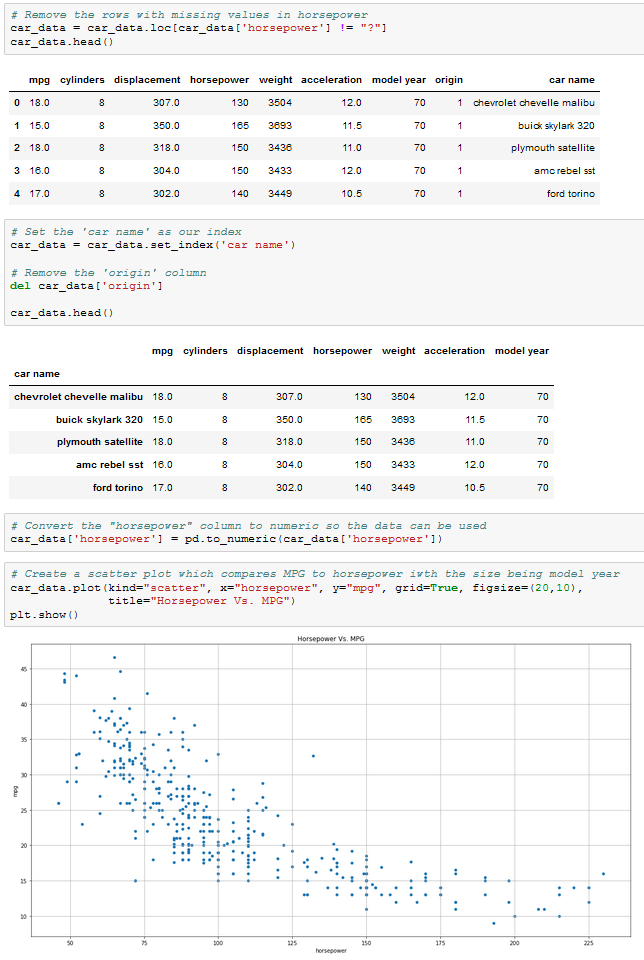 # Remove the rows with missing values in horsepower
car_data = car_data.loc[car_data['horsepower'] != "?"]
car_data.head()
mpg cylinders displacement horsepower weight acceleration model year origin car name
0 18.0 8 307.0 130 3504 12.0 70 1 chevrolet chevelle malibu
1 15.0 8 350.0 165 3693 11.5 70 1 buick skylark 320
2 18.0 8 318.0 150 3436 11.0 70 1 plymouth satellite
3 16.0 8 304.0 150 3433 12.0 70 1 amc rebel sst
4 17.0 8 302.0 140 3449 10.5 70 1 ford torino
# Set the 'car name' as our index
car_data = car_data.set_index('car name')
# Remove the 'origin' column
del car_data['origin']
car_data.head()
mpg cylinders displacement horsepower weight acceleration model year
car name
chevrolet chevelle malibu 18.0 8 307.0 130 3504 12.0 70
buick skylark 320 15.0 8 350.0 165 3693 11.5 70
plymouth satellite 18.0 8 318.0 150 3436 11.0 70
amc rebel sst 16.0 8 304.0 150 3433 12.0 70
ford torino 17.0 8 302.0 140 3449 10.5 70
# Convert the "horsepower" column to numeric so the data can be used
car_data['horsepower'] = pd.to_numeric(car_data['horsepower'])
# Create a scatter plot which compares MPG to horsepower iwth the size being model year
car_data.plot(kind="scatter", x="horsepower", y="mpg", grid=True, figsize=(20,10),
title="Horsepower Vs. MPG")
plt.show()
Horsepower Vs. MPG
45
40
35
30
mpg
25
20
15
10
50 75 100 125 150 175 200 225
horsepower